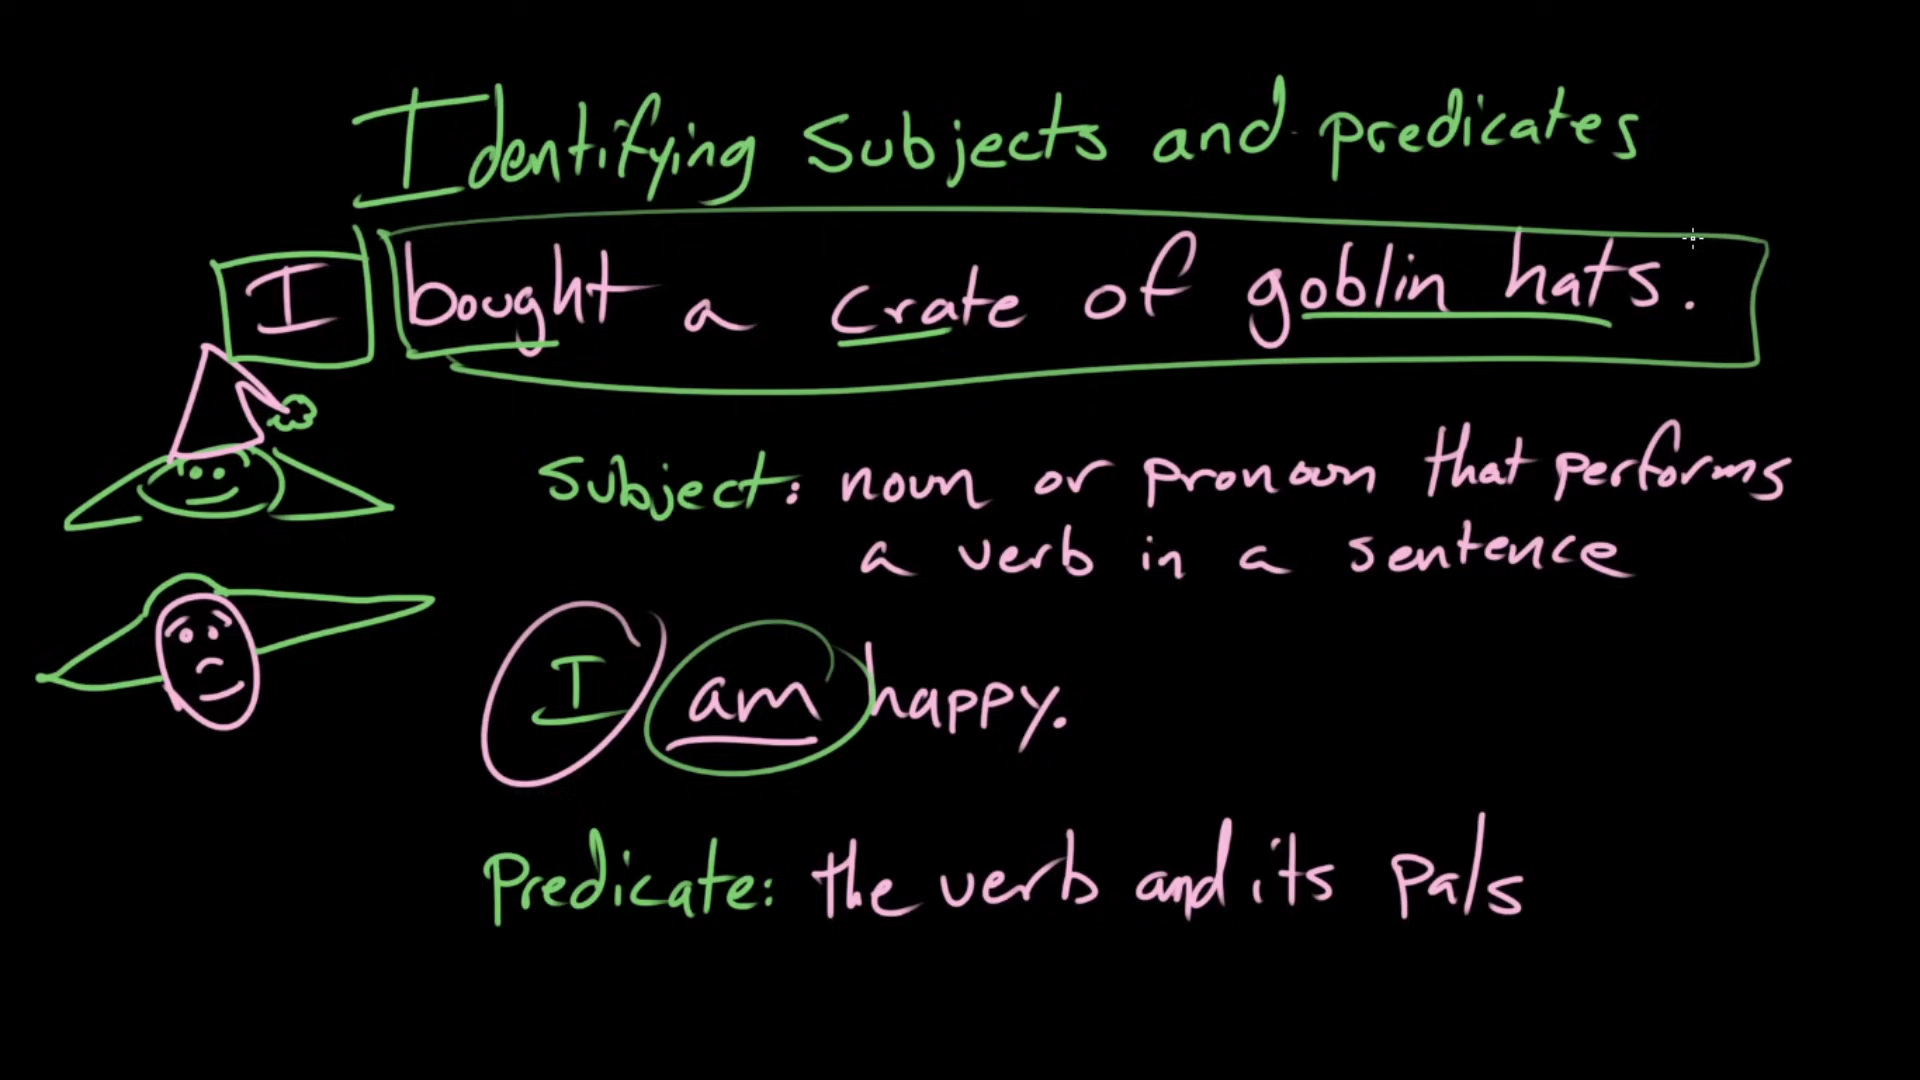 Identifying subjects and predicates
I bought a crate of goblin hats.
Subject: noun or pronoun that performs
a verb in a sentence
I am happy.
Predicate: the verb and its pals